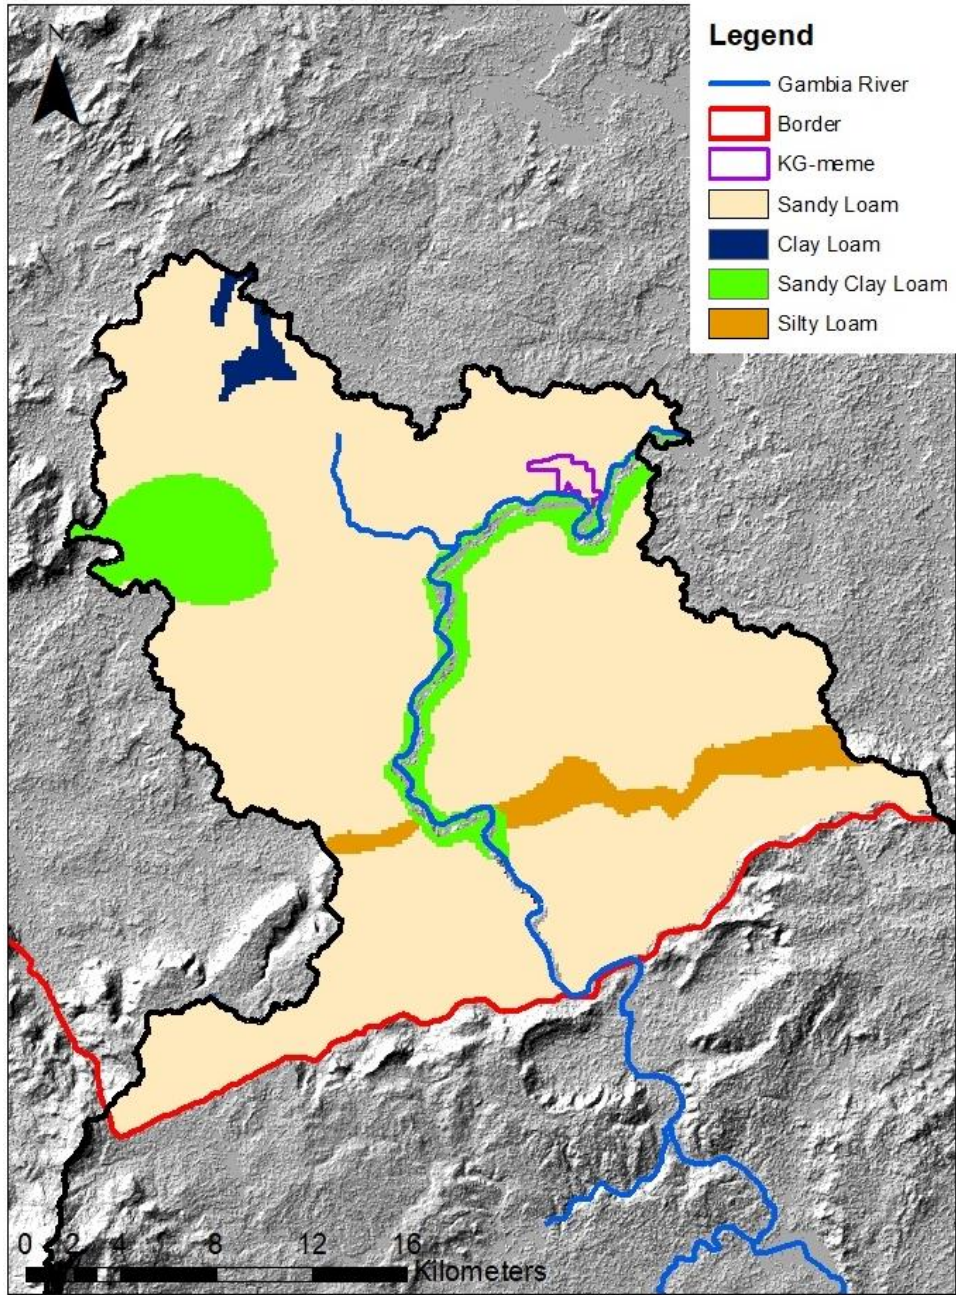 N
Legend
Gambia River
Border
KG-meme
Sandy Loam
Clay Loam
Sandy Clay Loam
Silty Loam
0 2 4 8 12 16
Kilometers